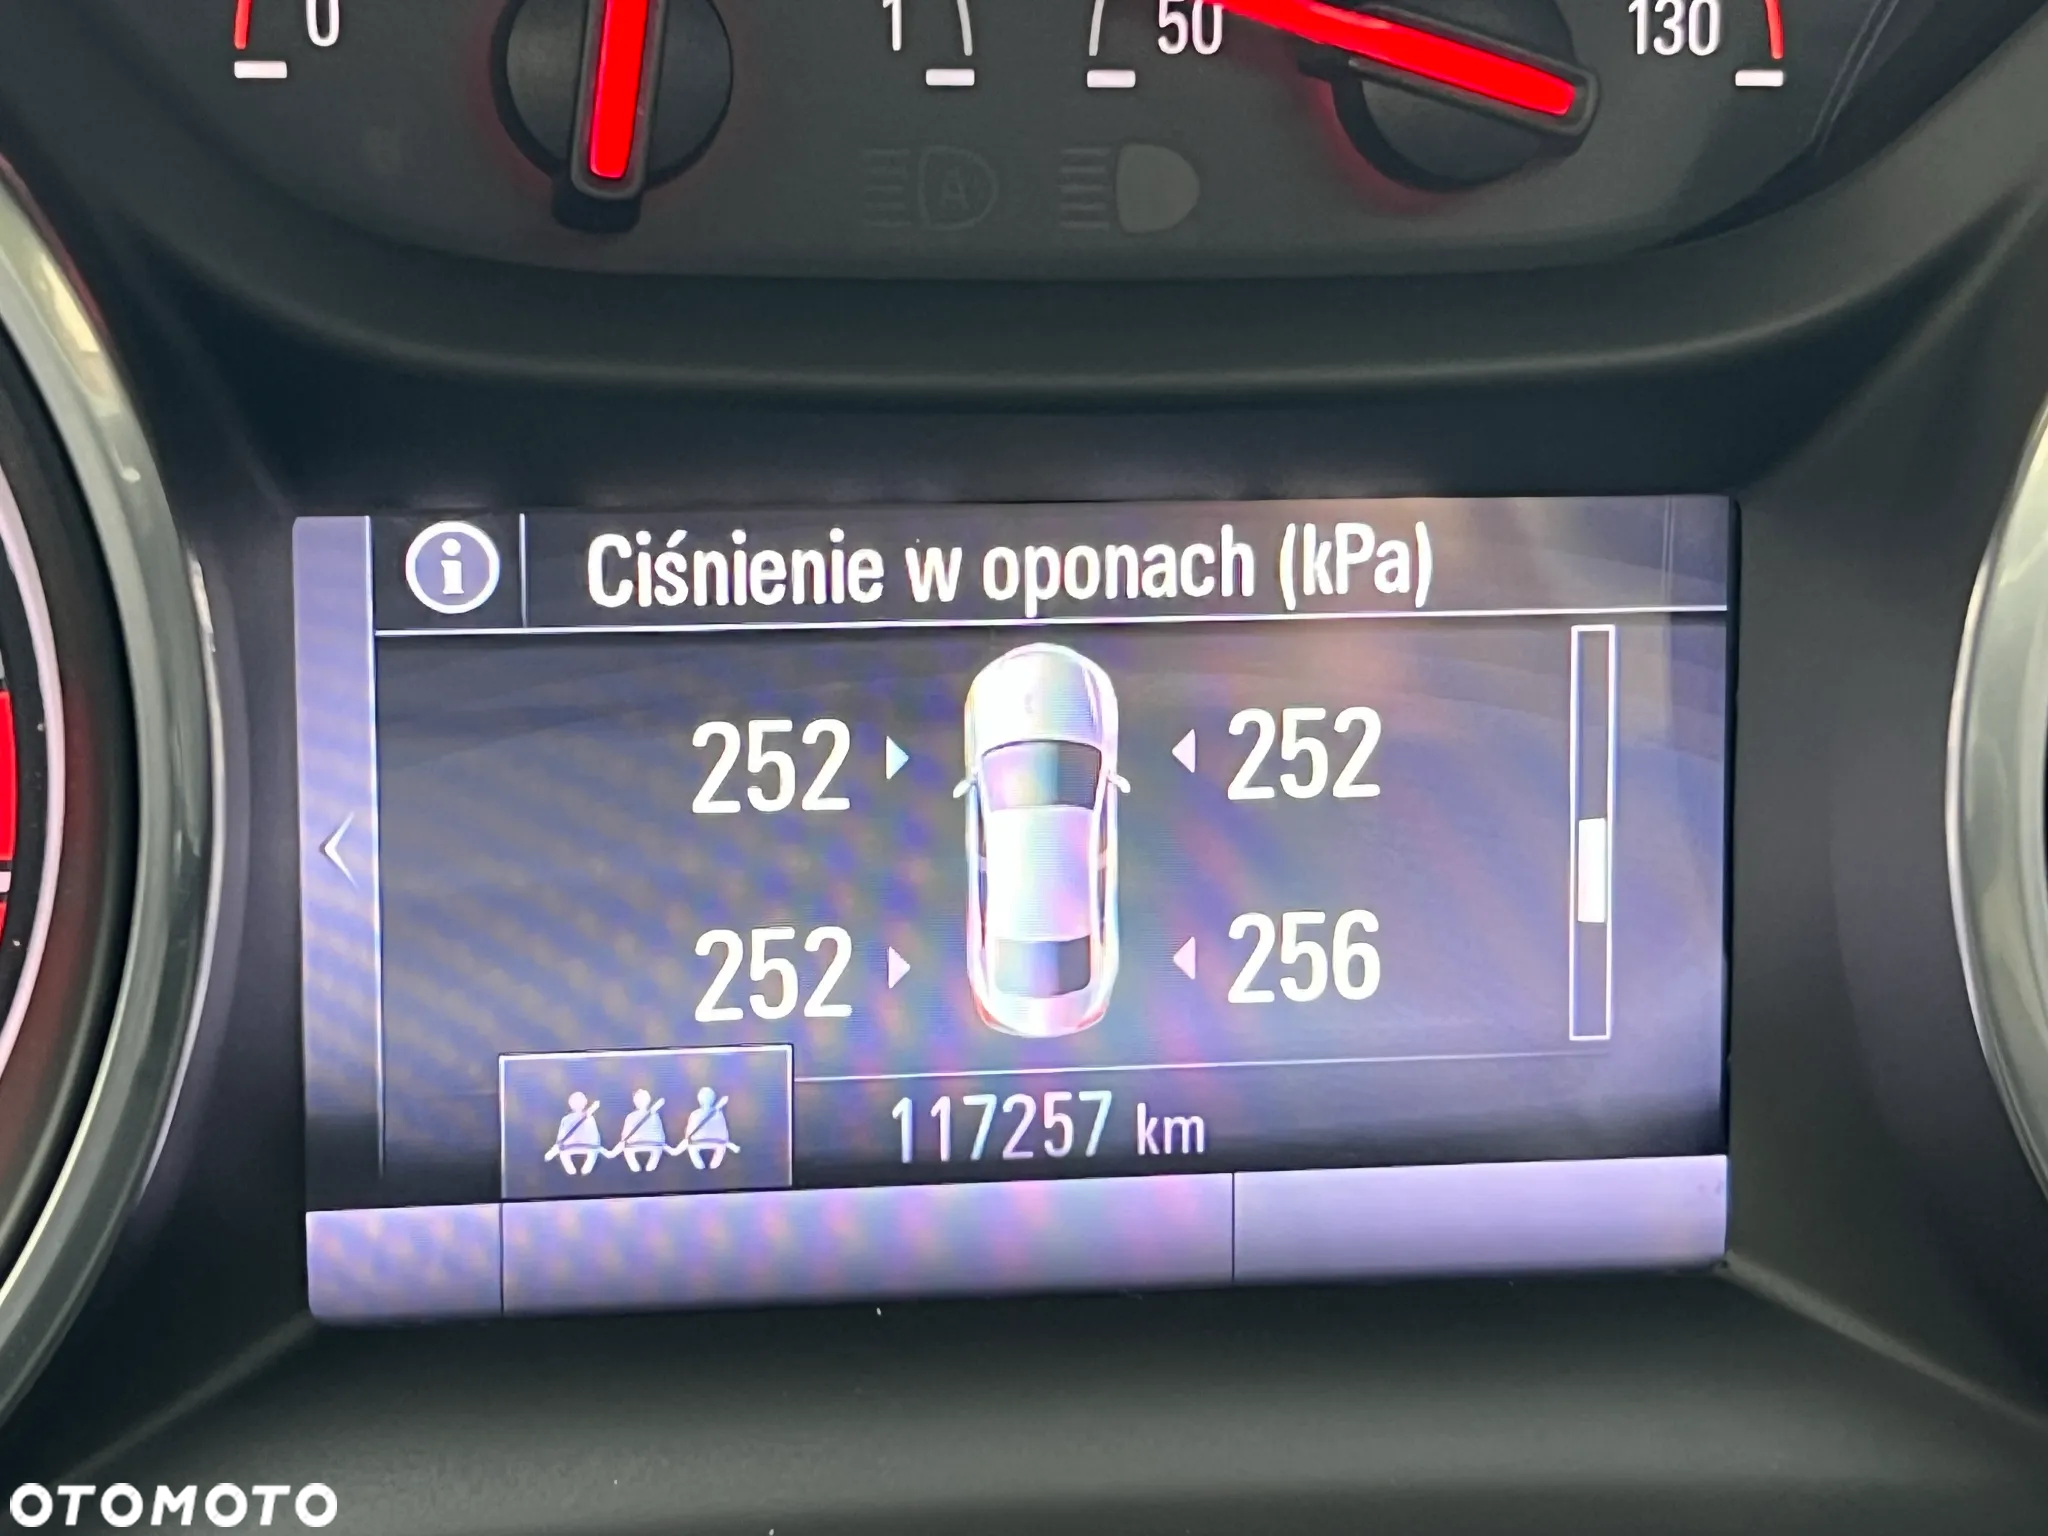 0 1 50 130
Ciśnienie w oponach (kPa)
252 252
252 256
117257 km
OTOMOTO